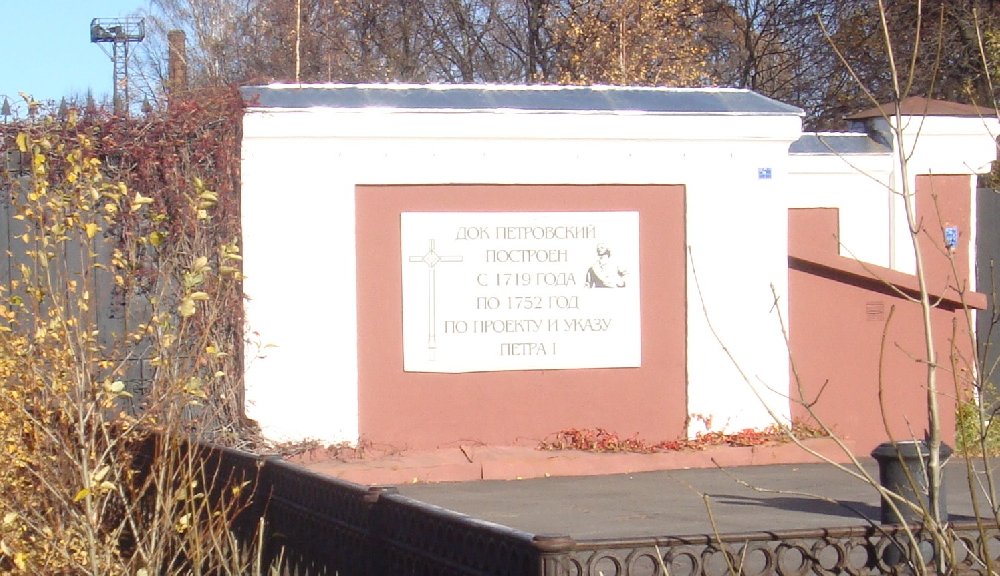 ДОК ПЕТРОВСКИЙ
ПОСТРОЕН
С 1719 ГОДА
ПО 1752 ГОД
ПО ПРОЕКТУ И УКАЗУ
ПЕТРА I